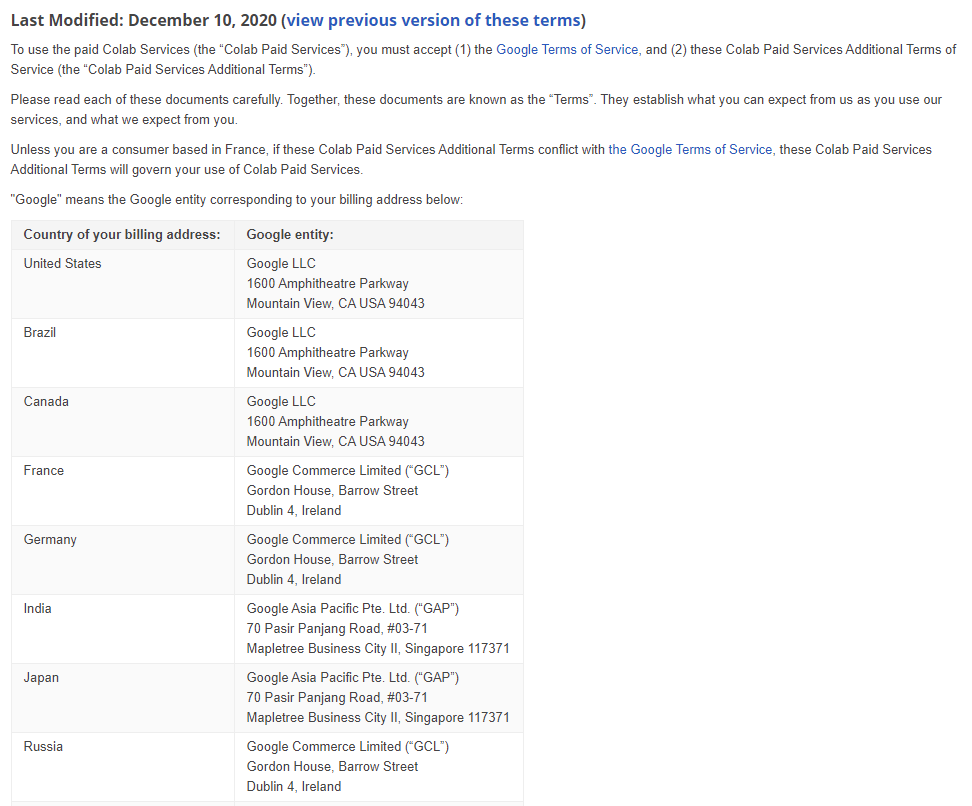 Last Modified: December 10, 2020 (view previous version of these terms)
To use the paid Colab Services (the “Colab Paid Services”), you must accept (1) the Google Terms of Service, and (2) these Colab Paid Services Additional Terms of
Service (the “Colab Paid Services Additional Terms”).
Please read each of these documents carefully. Together, these documents are known as the “Terms”. They establish what you can expect from us as you use our
services, and what we expect from you.
Unless you are a consumer based in France, if these Colab Paid Services Additional Terms conflict with the Google Terms of Service, these Colab Paid Services
Additional Terms will govern your use of Colab Paid Services.
"Google" means the Google entity corresponding to your billing address below:
Country of your billing address: Google entity:
United States Google LLC
1600 Amphitheatre Parkway
Mountain View, CA USA 94043
Brazil Google LLC
1600 Amphitheatre Parkway
Mountain View, CA USA 94043
Canada Google LLC
1600 Amphitheatre Parkway
Mountain View, CA USA 94043
France Google Commerce Limited (“GCL”)
Gordon House, Barrow Street
Dublin 4, Ireland
Germany Google Commerce Limited (“GCL”)
Gordon House, Barrow Street
Dublin 4, Ireland
India Google Asia Pacific Pte. Ltd. (“GAP”)
70 Pasir Panjang Road, #03-71
Mapletree Business City II, Singapore 117371
Japan Google Asia Pacific Pte. Ltd. (“GAP”)
70 Pasir Panjang Road, #03-71
Mapletree Business City II, Singapore 117371
Russia Google Commerce Limited (“GCL”)
Gordon House, Barrow Street
Dublin 4, Ireland